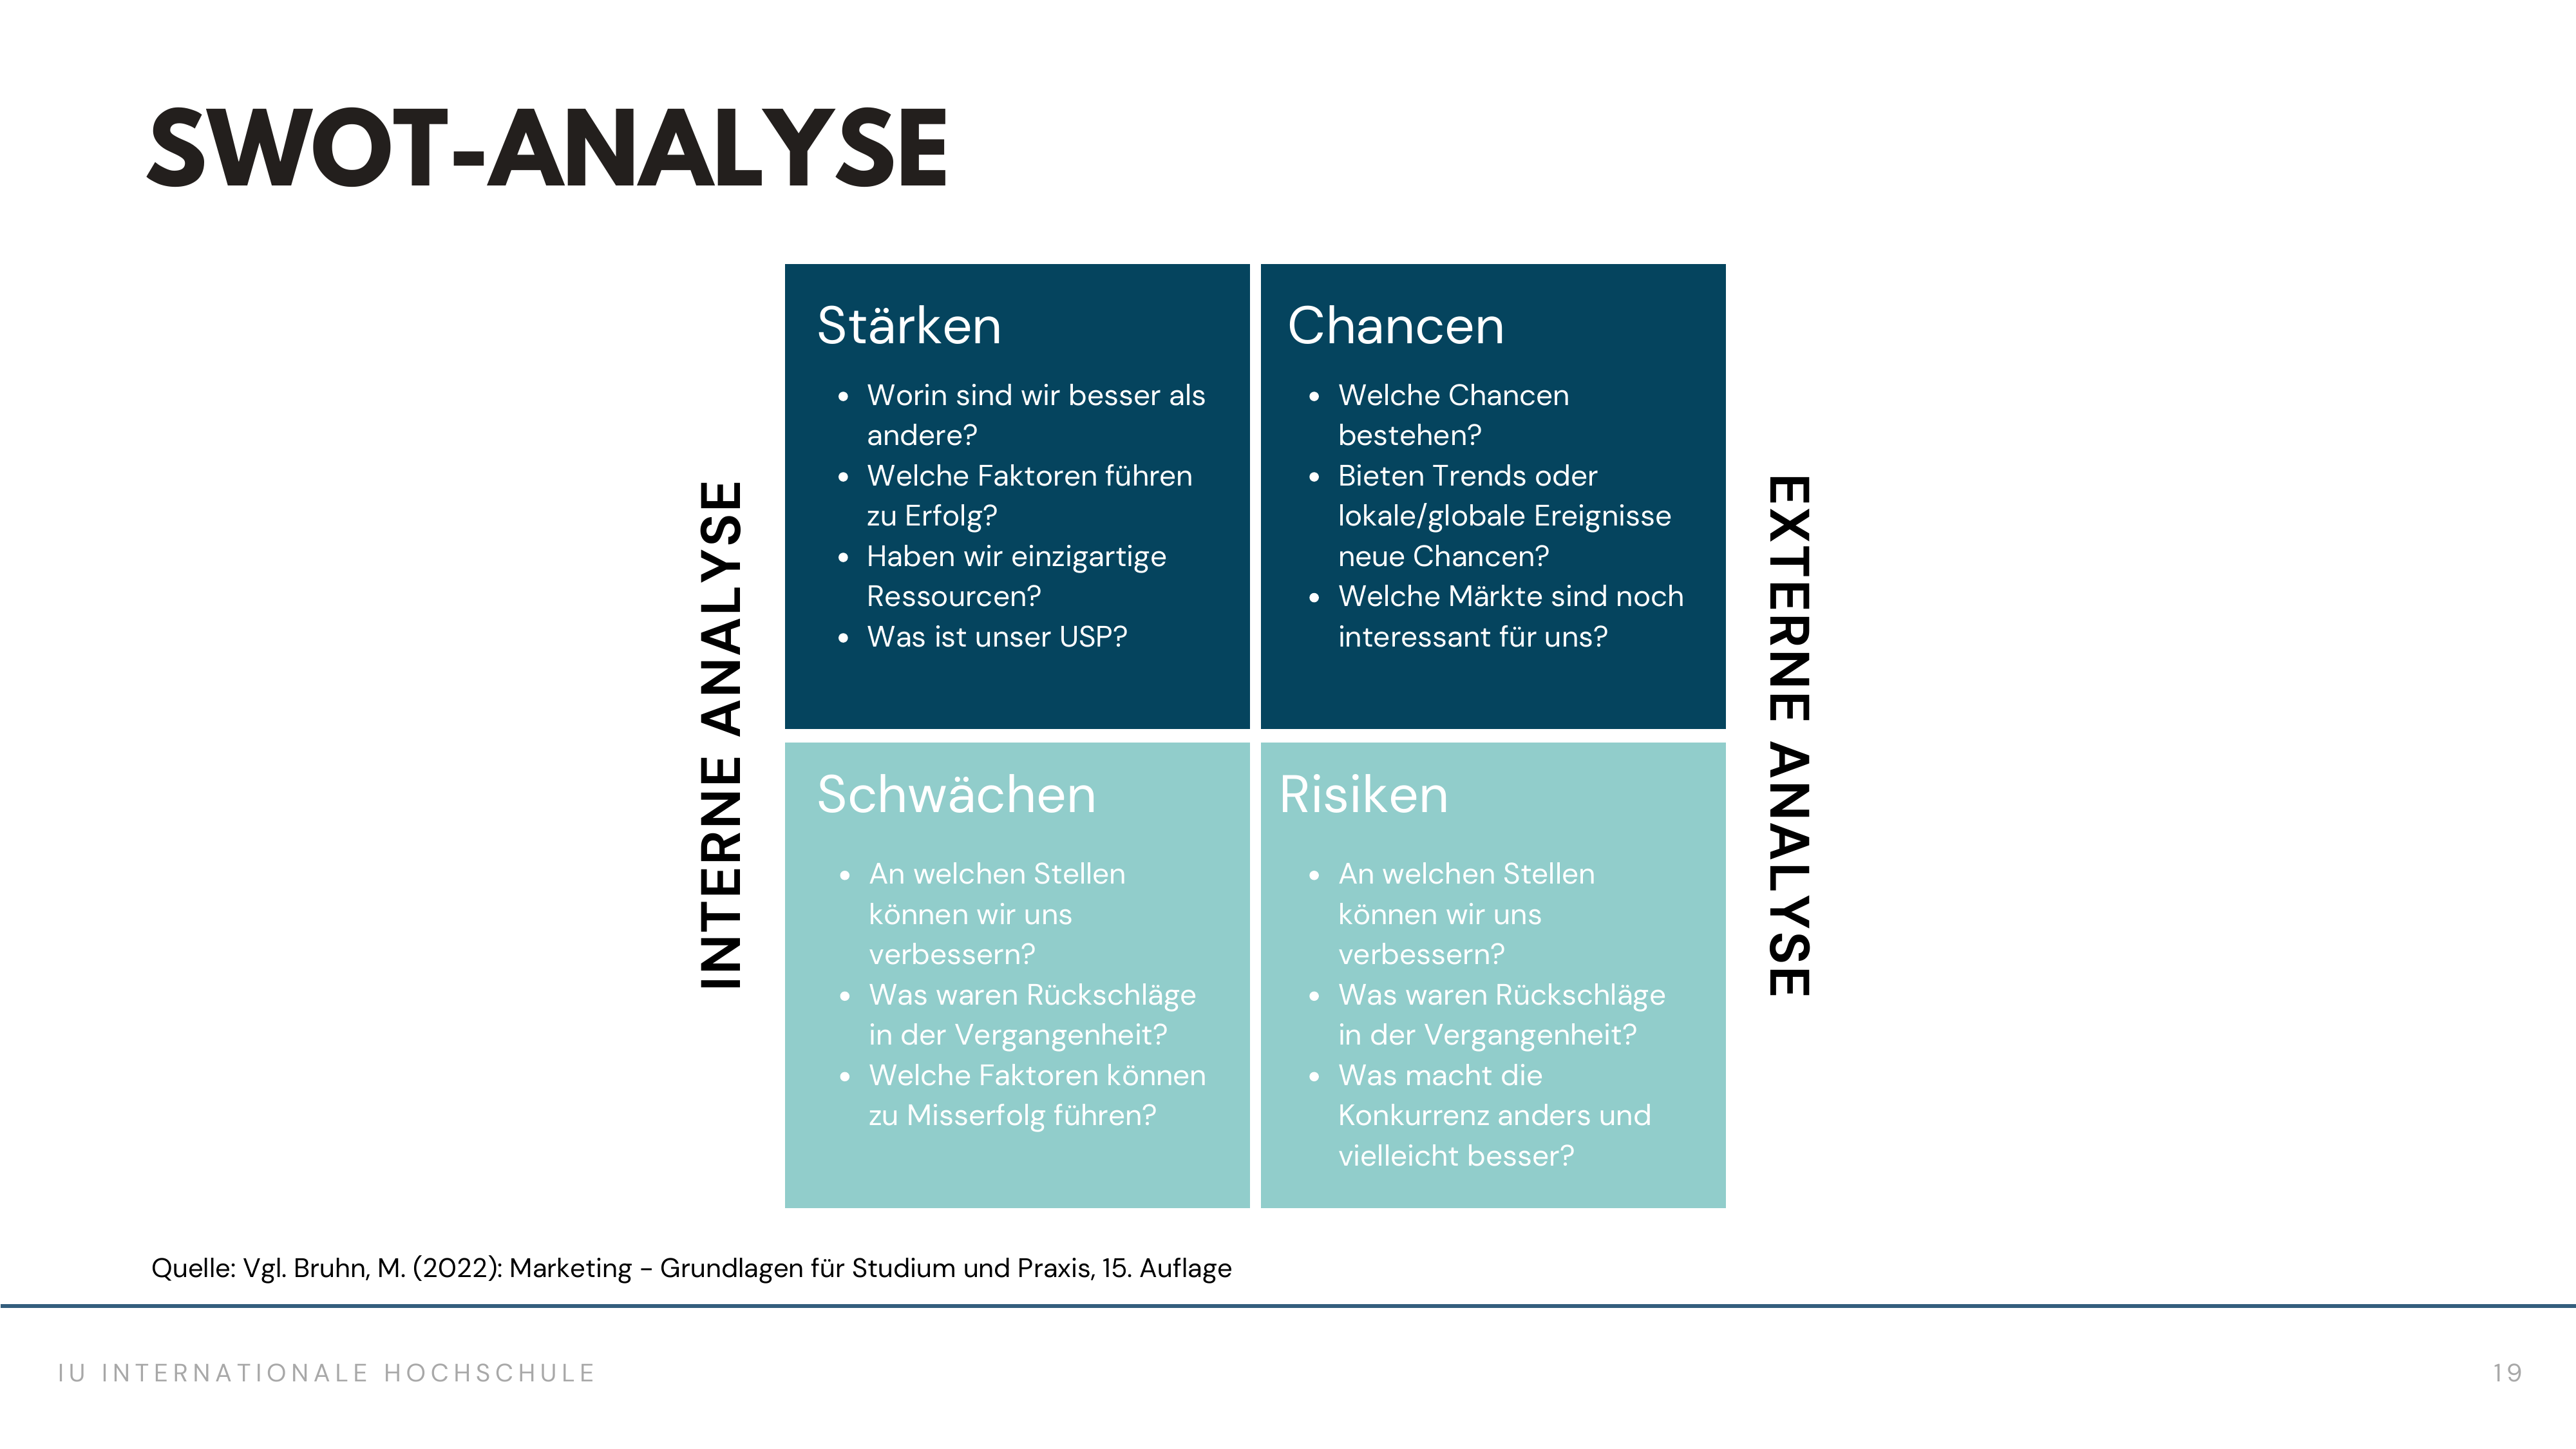 SWOT-ANALYSE
INTERNE ANALYSE
Stärken
• Worin sind wir besser als
andere?
• Welche Faktoren führen
zu Erfolg?
• Haben wir einzigartige
Ressourcen?
• Was ist unser USP?
Chancen
• Welche Chancen
bestehen?
• Bieten Trends oder
lokale/globale Ereignisse
neue Chancen?
• Welche Märkte sind noch
interessant für uns?
Schwächen
• An welchen Stellen
können wir uns
verbessern?
• Was waren Rückschläge
in der Vergangenheit?
• Welche Faktoren können
zu Misserfolg führen?
Risiken
• An welchen Stellen
können wir uns
verbessern?
• Was waren Rückschläge
in der Vergangenheit?
• Was macht die
Konkurrenz anders und
vielleicht besser?
EXTERNE ANALYSE
Quelle: Vgl. Bruhn, M. (2022): Marketing - Grundlagen für Studium und Praxis, 15. Auflage
IU INTERNATIONALE HOCHSCHULE
19